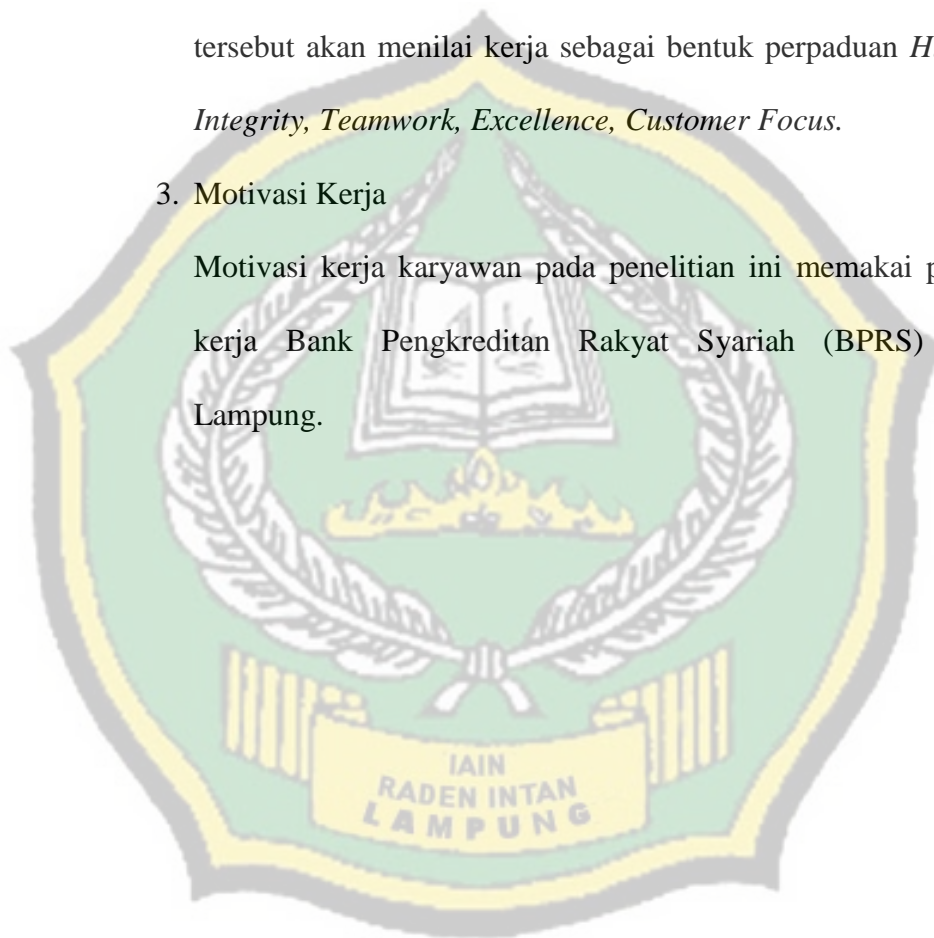 tersebut akan menilai kerja sebagai bentuk perpaduan
Integrity, Teamwork, Excellence, Customer Focus.
3. Motivasi Kerja
Motivasi kerja karyawan pada penelitian ini memakai
kerja Bank Pengkreditan Rakyat Syariah (BPRS)
Lampung.
IAIN
RADEN INTAN
LAMPUNG